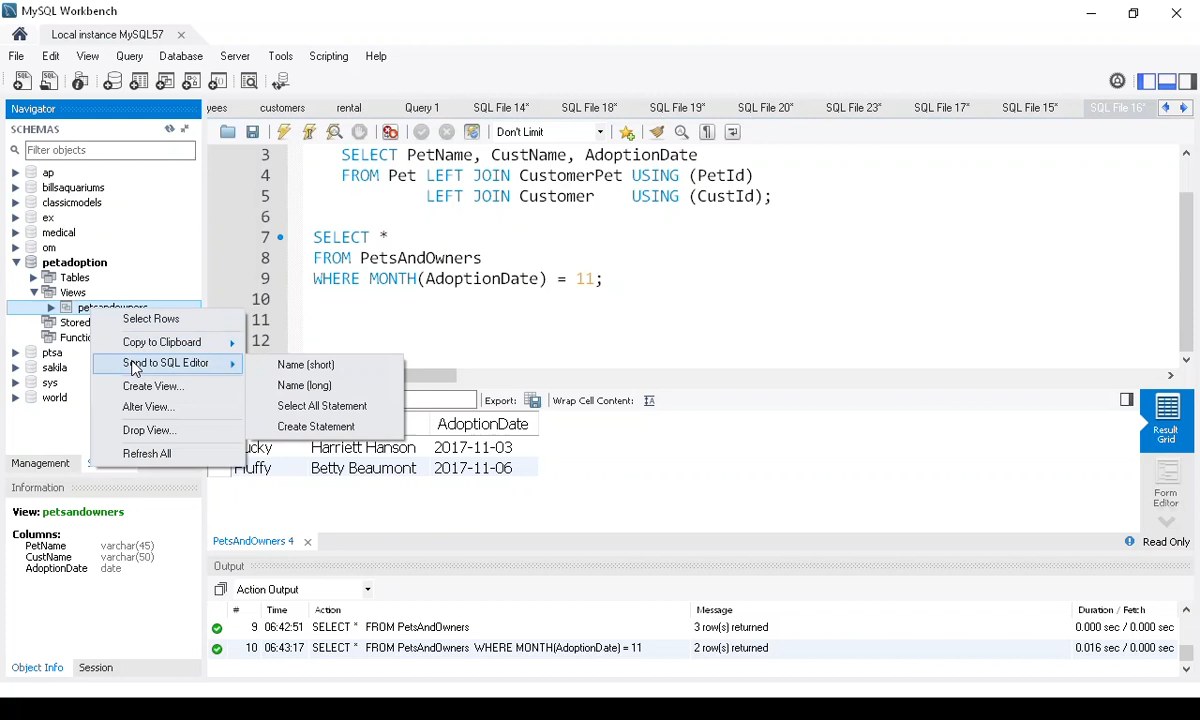 MySQL Workbench
Local instance MySQL57
File Edit View Query Database Server Tools Scripting Help
Navigator
SCHEMAS
Filter objects
ap
billsaquariums
classicmodels
ex
medical
om
petadoption
Tables
Views
petsandowners
Stored
Functio
ptsa
sakila
sys
world
Management
Select Rows
Copy to Clipboard
Send to SQL Editor
Create View...
Alter View...
Drop View...
Refresh All
Name (short)
Name (long)
Select All Statement
Create Statement
Information
View: petsandowners
Columns:
PetName varchar(45)
CustName varchar(50)
AdoptionDate date
Object Info Session
yees customers rental Query 1 SQL File 14* SQL File 18* SQL File 19* SQL File 20* SQL File 23* SQL File 17* SQL File 15* SQL File 16*
Don't Limit
3 SELECT PetName, CustName, AdoptionDate
4 FROM Pet LEFT JOIN CustomerPet USING (PetId)
5 LEFT JOIN Customer USING (CustId);
6
7 SELECT *
8 FROM PetsAndOwners
9 WHERE MONTH(AdoptionDate) = 11;
10
11
12
Export: Wrap Cell Content:
AdoptionDate
ucky Harriett Hanson 2017-11-03
Fluffy Betty Beaumont 2017-11-06
Result Grid
Form Editor
PetsAndOwners 4
Read Only
Output
Action Output
# Time Action Message Duration / Fetch
9 06:42:51 SELECT * FROM PetsAndOwners 3 row(s) returned 0.000 sec / 0.000 sec
10 06:43:17 SELECT * FROM PetsAndOwners WHERE MONTH(AdoptionDate) = 11 2 row(s) returned 0.016 sec / 0.000 sec